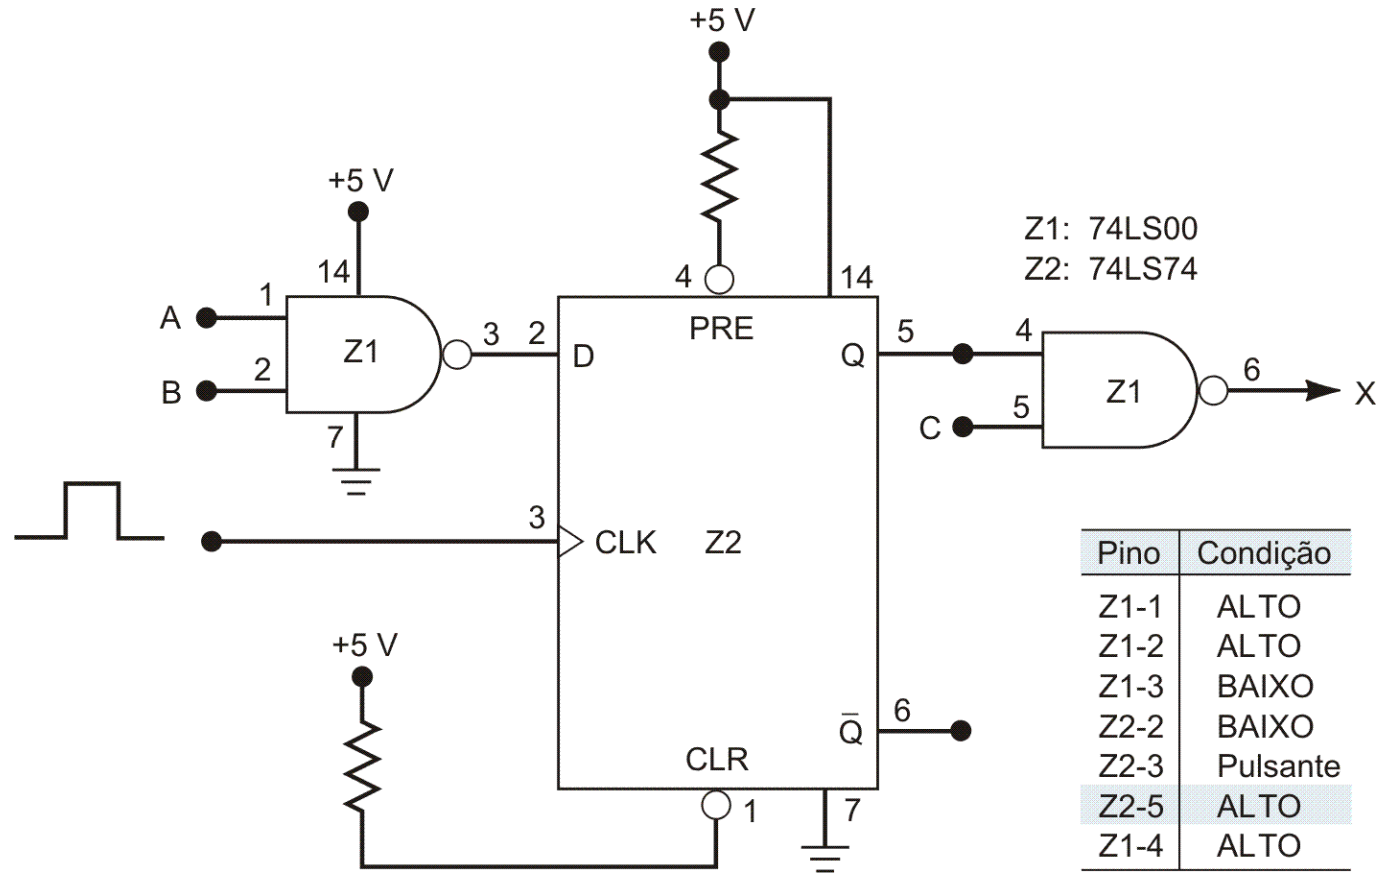 +5 V
+5 V
14
1
A
2
B
Z1
3
7
2
D
4
PRE
14
Q
5
Z1: 74LS00
Z2: 74LS74
4
5
C
Z1
6
X
3
CLK
Z2
+5 V
CLR
1
7
Q̅
6
Pino Condição
Z1-1 ALTO
Z1-2 ALTO
Z1-3 BAIXO
Z2-2 BAIXO
Z2-3 Pulsante
Z2-5 ALTO
Z1-4 ALTO